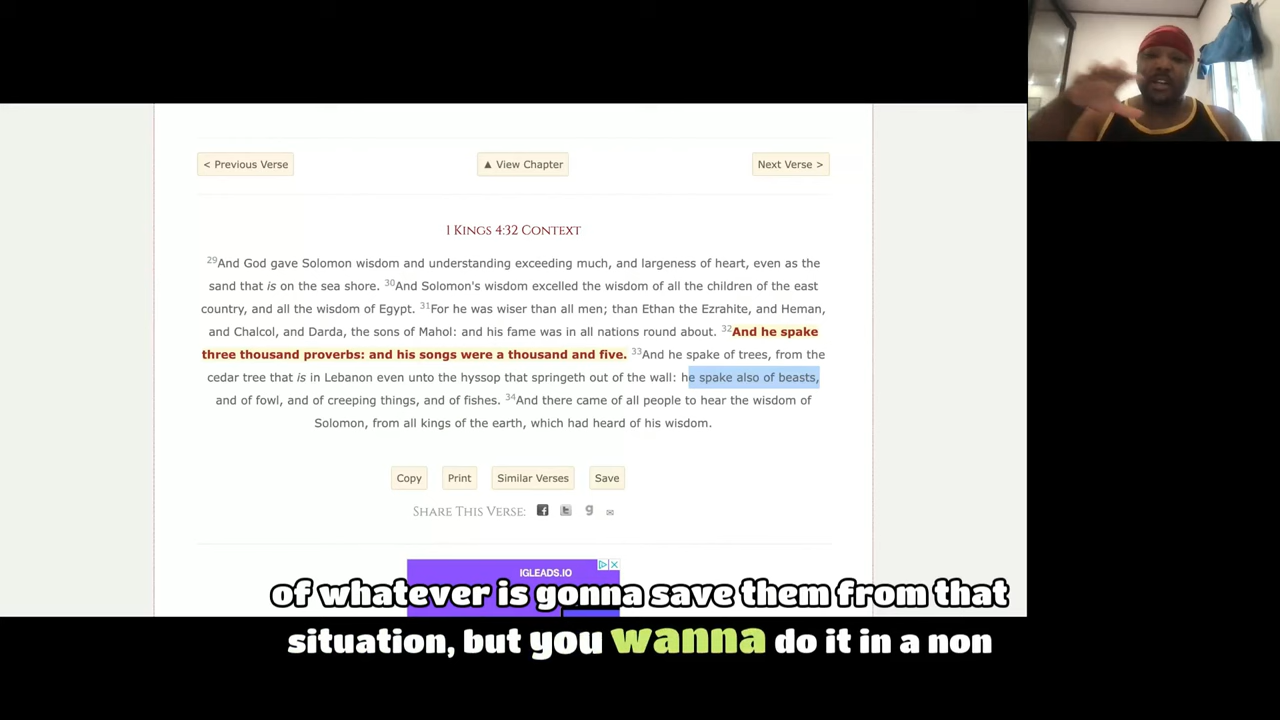 < Previous Verse
▲ View Chapter
Next Verse >
1 Kings 4:32 Context
29And God gave Solomon wisdom and understanding exceeding much, and largeness of heart, even as the
sand that is on the sea shore. 30And Solomon's wisdom excelled the wisdom of all the children of the east
country, and all the wisdom of Egypt. 31For he was wiser than all men; than Ethan the Ezrahite, and Heman,
and Chalcol, and Darda, the sons of Mahol: and his fame was in all nations round about. 32And he spake
three thousand proverbs: and his songs were a thousand and five. 33And he spake of trees, from the
cedar tree that is in Lebanon even unto the hyssop that springeth out of the wall: he spake also of beasts,
and of fowl, and of creeping things, and of fishes. 34And there came of all people to hear the wisdom of
Solomon, from all kings of the earth, which had heard of his wisdom.
Copy
Print
Similar Verses
Save
Share This Verse:
IGLEADS.IO
of whatever is gonna save them from that
situation, but you wanna do it in a non